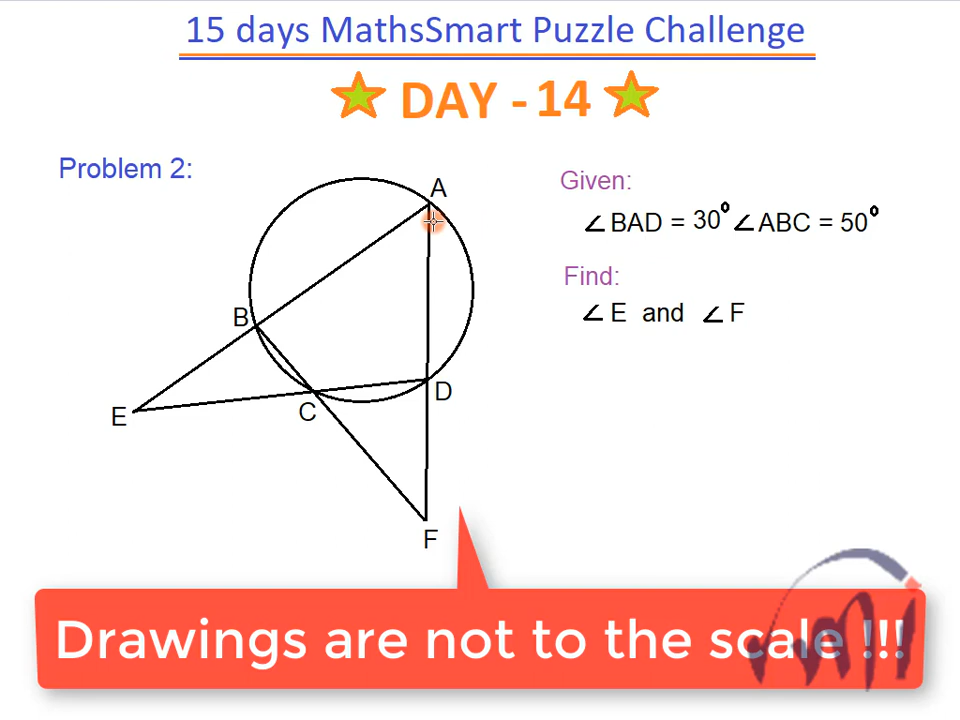 15 days MathsSmart Puzzle Challenge
DAY - 14
Problem 2:
A
B
C
D
E
F
Given:
∠BAD = 30° ∠ABC = 50°
Find:
∠E and ∠F
Drawings are not to the scale !!!